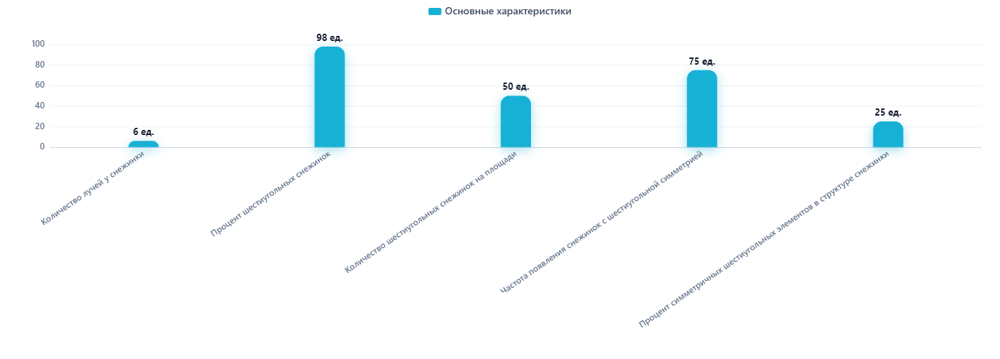 Основные характеристики
100
80
60
40
20
0
6 ед.
98 ед.
50 ед.
75 ед.
25 ед.
Количество лучей у снежинки
Процент шестиугольных снежинок
Количество шестиугольных снежинок на площади
Частота появления снежинок с шестиугольной симметрией
Процент симметричных шестиугольных элементов в структуре снежинки